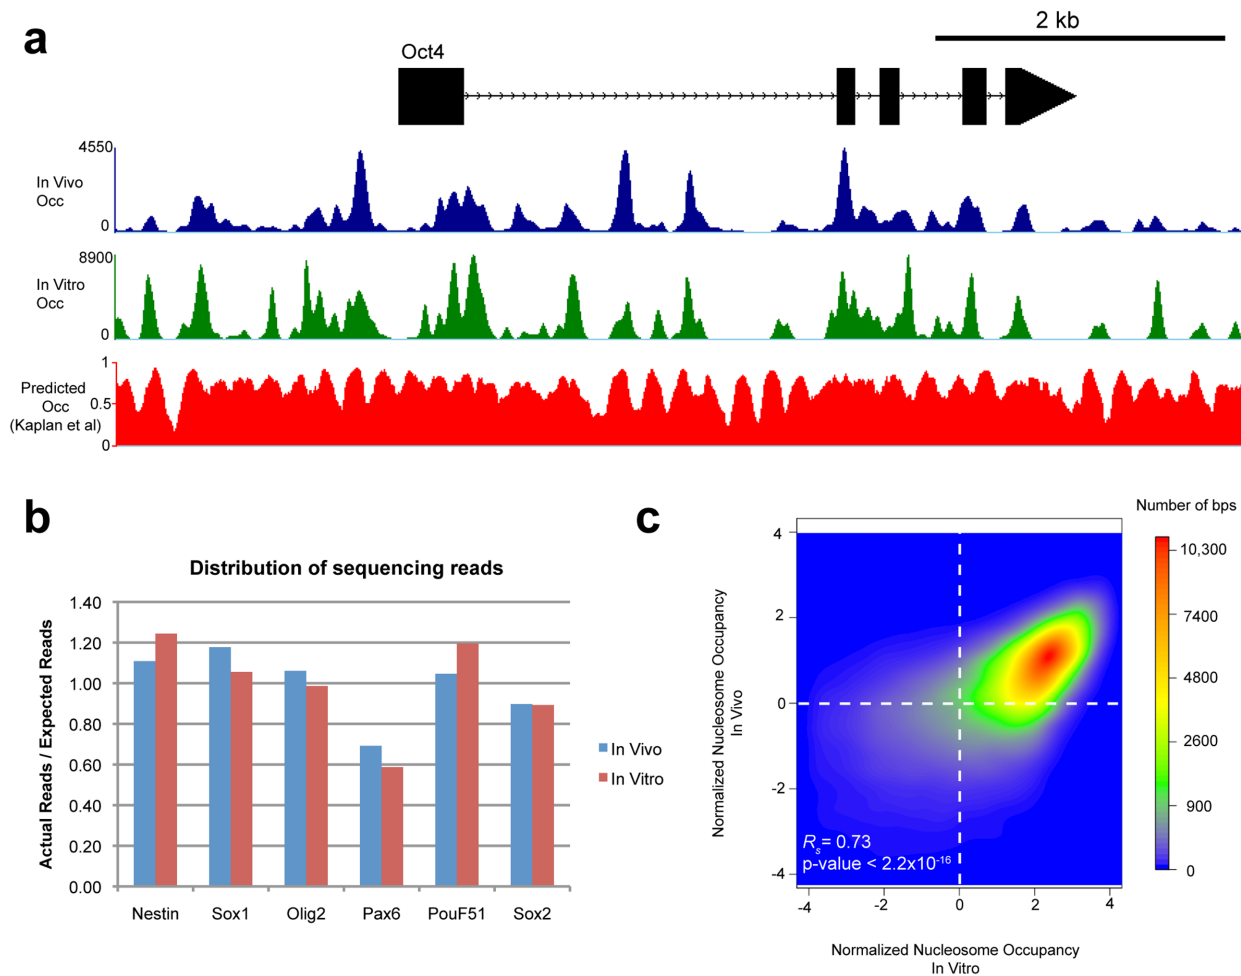 a
2 kb
Oct4
4550
In Vivo
Occ
0
8900
In Vitro
Occ
0
1
Predicted
Occ
0.5
(Kaplan et al)
0
b
Distribution of sequencing reads
Actual Reads / Expected Reads
1.40
1.20
1.00
0.80
0.60
0.40
0.20
0.00
Nestin Sox1 Olig2 Pax6 PouF51 Sox2
In Vivo
In Vitro
c
Number of bps
10,300
7400
4800
2600
900
0
Normalized Nucleosome Occupancy
In Vivo
4
2
0
-2
-4
Rs= 0.73
p-value < 2.2x10-16
-4 -2 0 2 4
Normalized Nucleosome Occupancy
In Vitro